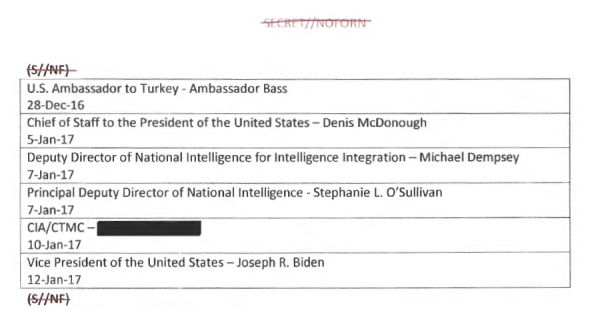 SECRET//NOFORN
(S//NF)
U.S. Ambassador to Turkey - Ambassador Bass
28-Dec-16
Chief of Staff to the President of the United States – Denis McDonough
5-Jan-17
Deputy Director of National Intelligence for Intelligence Integration – Michael Dempsey
7-Jan-17
Principal Deputy Director of National Intelligence - Stephanie L. O'Sullivan
7-Jan-17
CIA/CTMC –
10-Jan-17
Vice President of the United States – Joseph R. Biden
12-Jan-17
(S//NF)